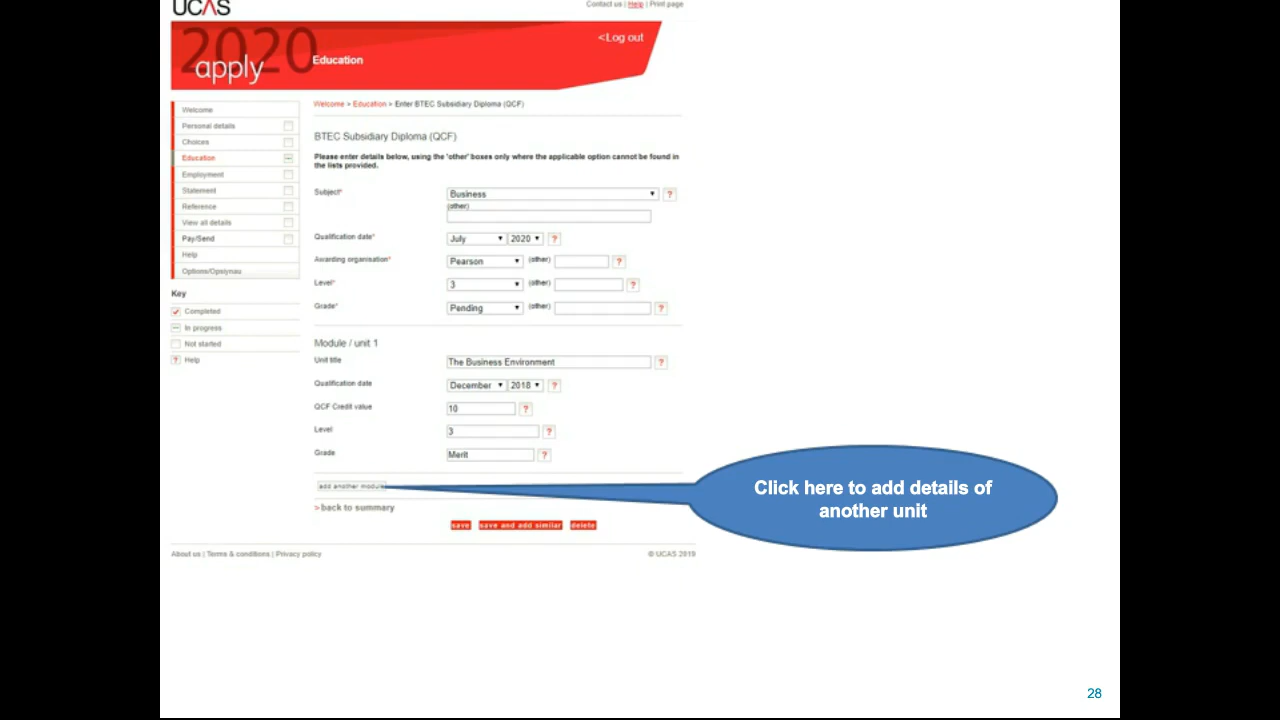 UCAS
Contact us | Help | Print page
2020
apply
Education
<Log out
Welcome
Personal details
Choices
Education
Employment
Statement
Reference
View all details
Pay/Send
Help
Options/Opsiynau
Key
Completed
In progress
Not started
? Help
Welcome > Education > Enter BTEC Subsidiary Diploma (QCF)
BTEC Subsidiary Diploma (QCF)
Please enter details below, using the 'other' boxes only where the applicable option cannot be found in
the lists provided.
Subject* Business ?
(other)
Qualification date* July 2020 ?
Awarding organisation* Pearson (other) ?
Level* 3 (other) ?
Grade* Pending (other) ?
Module / unit 1
Unit title The Business Environment ?
Qualification date December 2018 ?
QCF Credit value 10 ?
Level 3 ?
Grade Merit ?
add another module
> back to summary
save save and add similar delete
Click here to add details of
another unit
About us | Terms & conditions | Privacy policy
© UCAS 2019
28